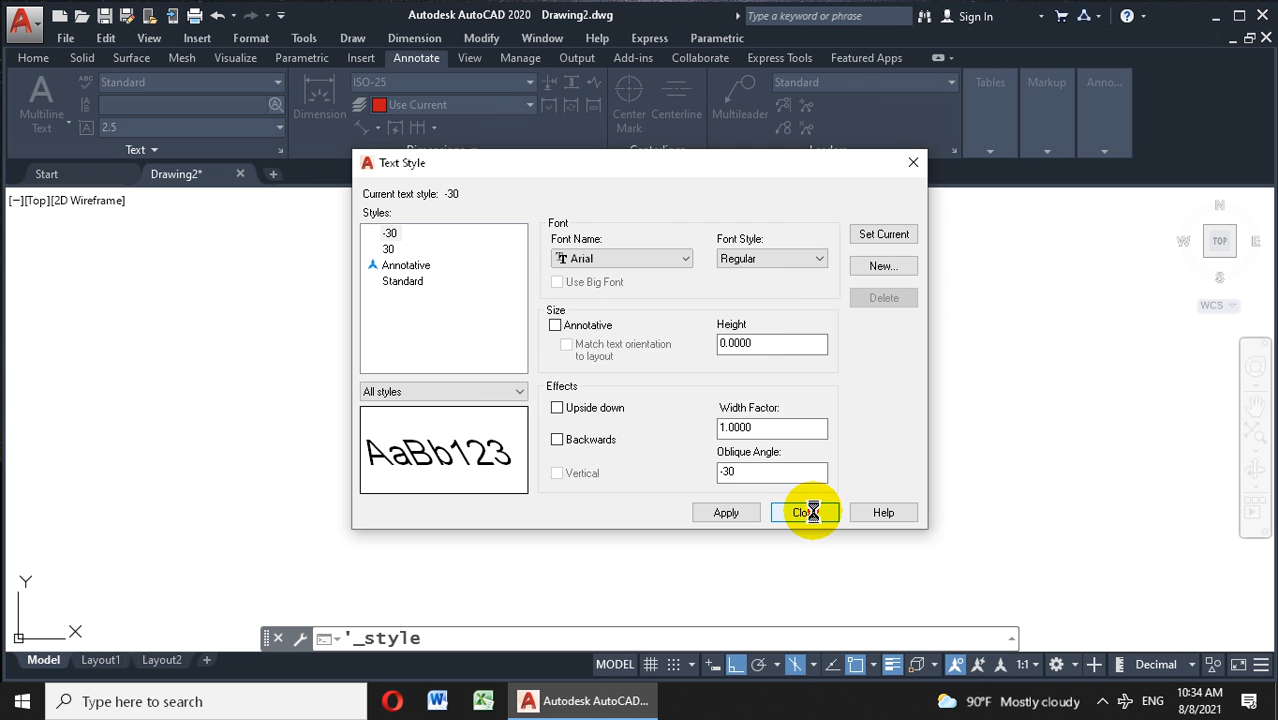 Autodesk AutoCAD 2020 Drawing2.dwg Type a keyword or phrase Sign In
File Edit View Insert Format Tools Draw Dimension Modify Window Help Express Parametric
Home Solid Surface Mesh Visualize Parametric Insert Annotate View Manage Output Add-ins Collaborate Express Tools Featured Apps
Multiline
Text
Standard
2.5
Text
Dimension
ISO-25
Use Current
Center
Mark
Centerline
Multileader
Standard
Tables
Markup
Anno...
Start Drawing2*
[−][Top][2D Wireframe]
Text Style
Current text style: -30
Styles:
-30
30
Annotative
Standard
All styles
AaBb123
Font
Font Name:
Arial
Font Style:
Regular
Use Big Font
Size
Annotative
Match text orientation
to layout
Height
0.0000
Effects
Upside down
Backwards
Vertical
Width Factor:
1.0000
Oblique Angle:
-30
Set Current
New...
Delete
Apply
Help
N
W TOP E
S
WCS
Y
X
'_style
Model Layout1 Layout2 +
MODEL 1:1 Decimal
Type here to search
Autodesk AutoCAD ...
90°F Mostly cloudy
ENG
10:34 AM
8/8/2021